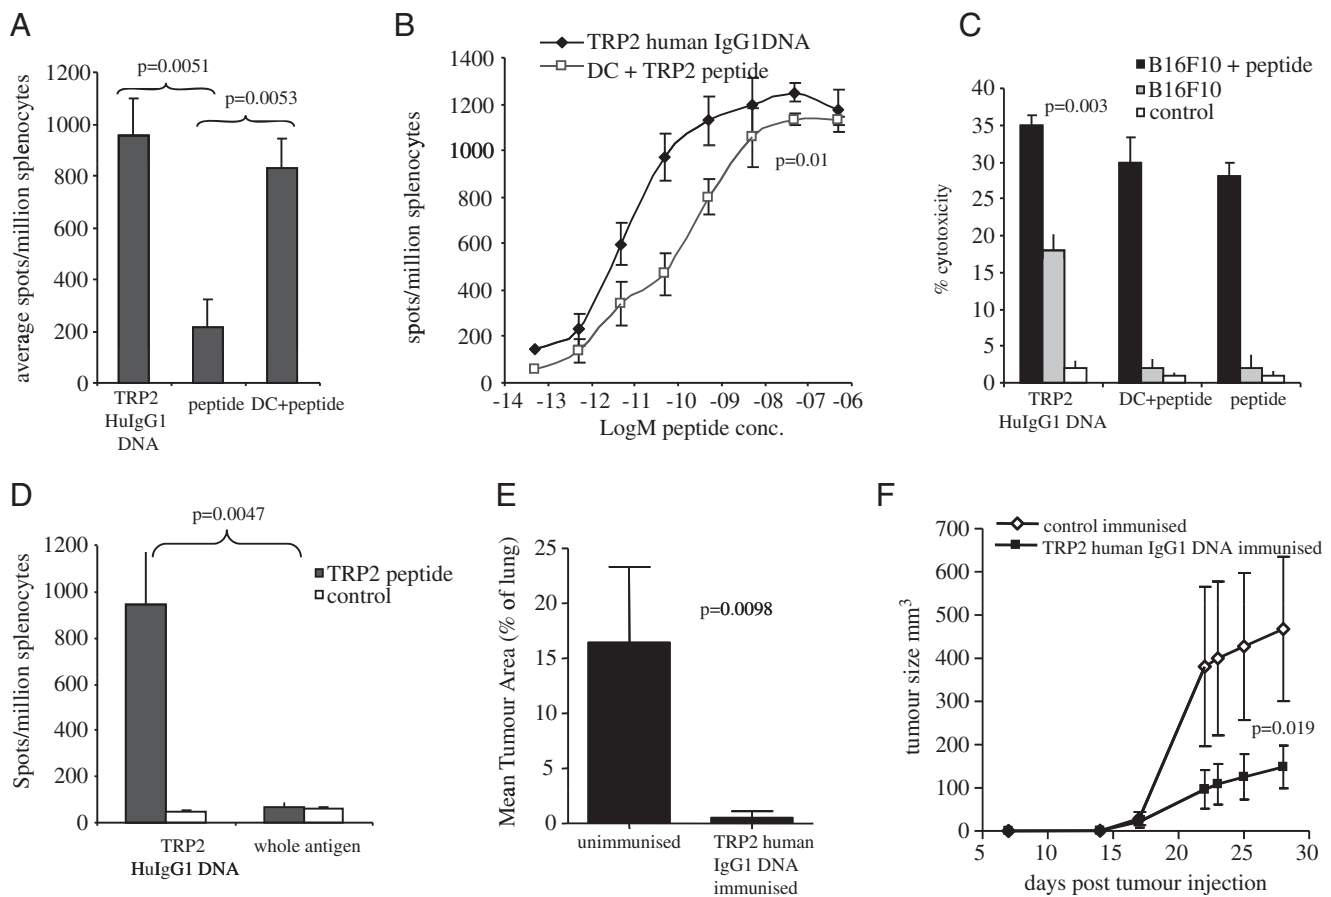 A
p=0.0051
p=0.0053
1200
1000
800
600
400
200
0
average spots/million splenocytes
TRP2
HuIgG1
DNA
peptide
DC+peptide
B
TRP2 human IgG1DNA
DC + TRP2 peptide
1400
1200
1000
800
600
400
200
0
spots/million splenocytes
p=0.01
-14 -13 -12 -11 -10 -09 -08 -07 -06
LogM peptide conc.
C
B16F10 + peptide
B16F10
control
p=0.003
40
35
30
25
20
15
10
5
0
% cytotoxicity
TRP2
HuIgG1 DNA
DC+peptide
peptide
D
p=0.0047
TRP2 peptide
control
1200
1000
800
600
400
200
0
Spots/million splenocytes
TRP2
HuIgG1 DNA
whole antigen
E
25
20
15
10
5
0
Mean Tumour Area (% of lung)
p=0.0098
unimmunised
TRP2 human
IgG1 DNA
immunised
F
control immunised
TRP2 human IgG1 DNA immunised
700
600
500
400
300
200
100
0
tumour size mm³
p=0.019
5 10 15 20 25 30
days post tumour injection